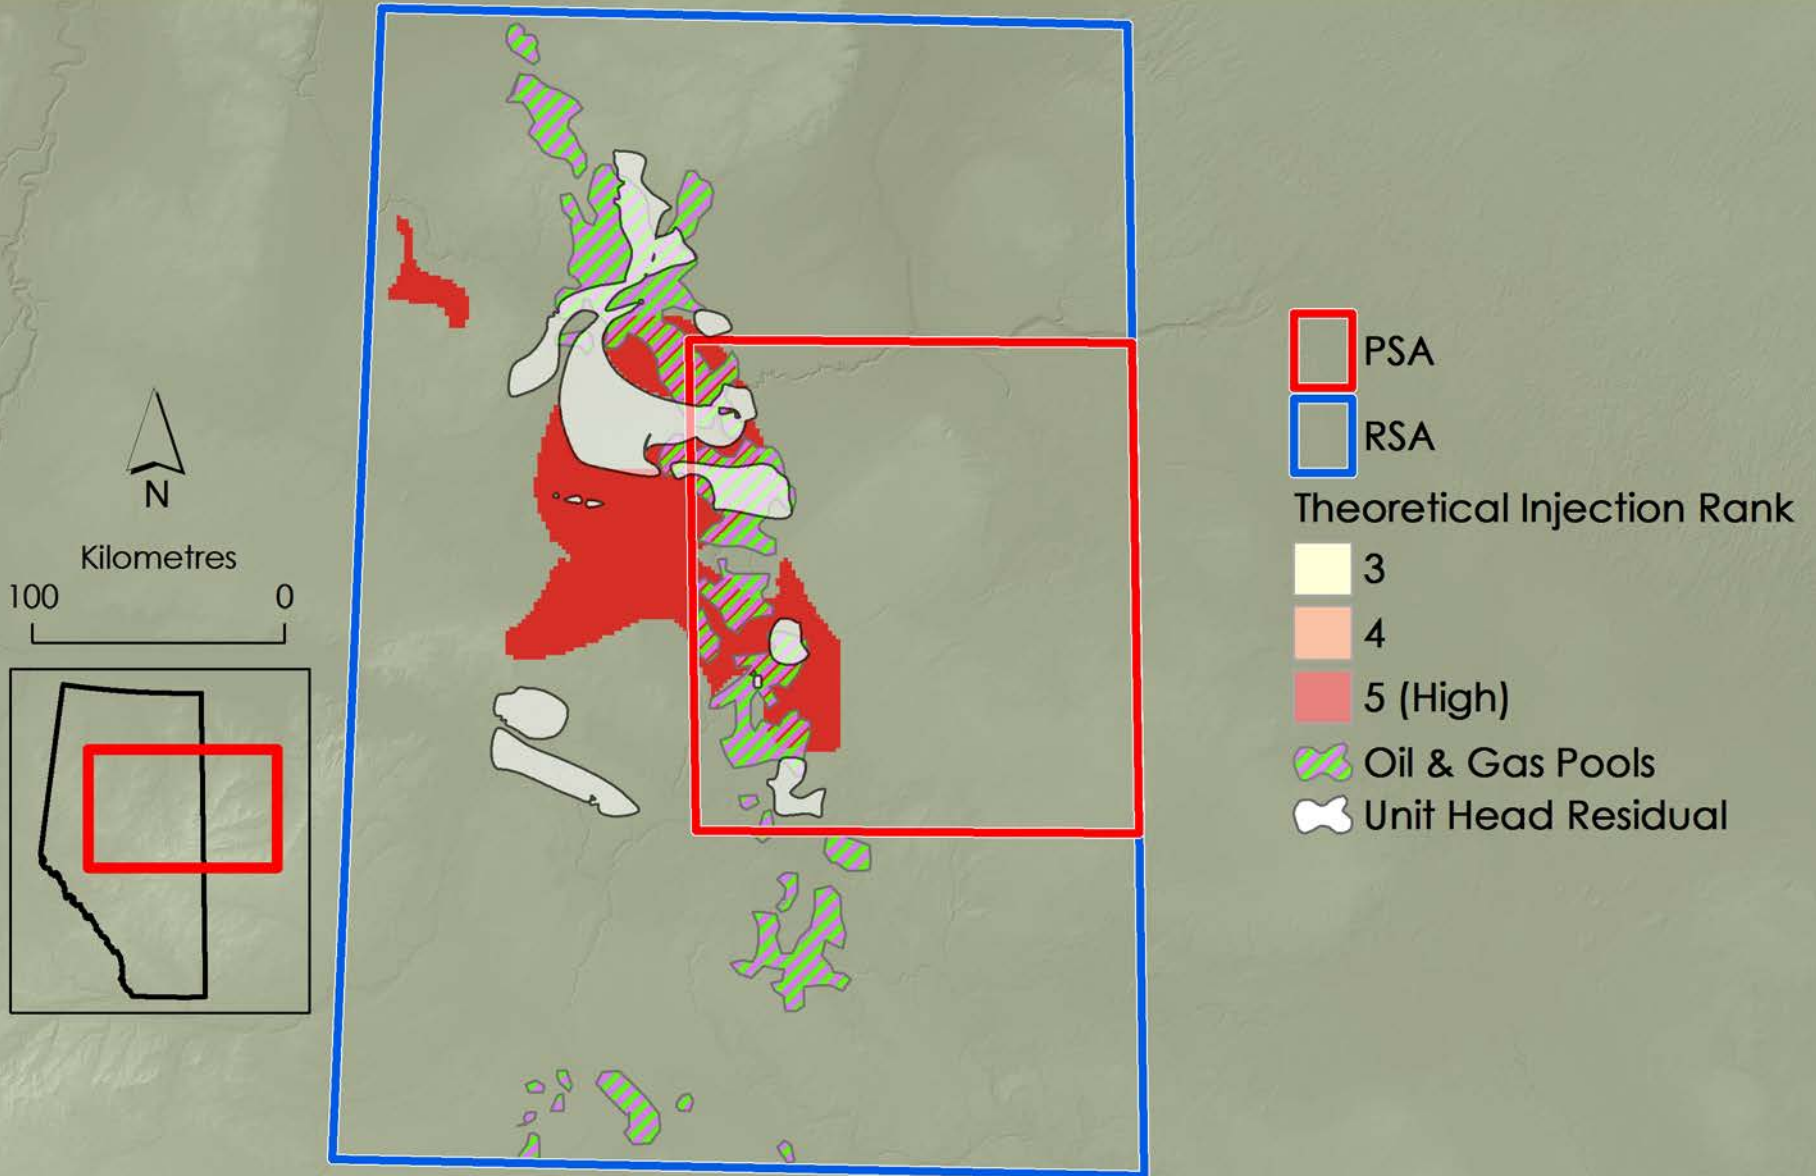 N
Kilometres
100 0
PSA
RSA
Theoretical Injection Rank
3
4
5 (High)
Oil & Gas Pools
Unit Head Residual